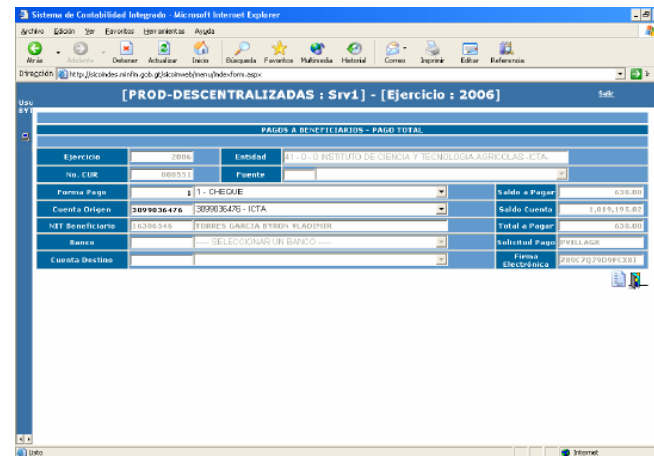 Sistema de Contabilidad Integrado - Microsoft Internet Explorer
Archivo Edición Ver Favoritos Herramientas Ayuda
Atrás Adelante Detener Actualizar Inicio Búsqueda Favoritos Multimedia Historial Correo Imprimir Editar Referencia
Dirección http://sicoindes.minfin.gob.gt/sicoinweb/menu/index-form.aspx
[PROD-DESCENTRALIZADAS : Srv1] - [Ejercicio : 2006] Salir
PAGOS A BENEFICIARIOS - PAGO TOTAL
Ejercicio 2006 Entidad 41 - 0 - 0 INSTITUTO DE CIENCIA Y TECNOLOGIA AGRICOLAS -ICTA-
No. CUR 000551 Fuente
Forma Pago 1 1 - CHEQUE Saldo a Pagar 630.00
Cuenta Origen 3099036476 3099036476 - ICTA Saldo Cuenta 1,019,195.02
NIT Beneficiario 16306546 TORRES GARCIA BYRON VLADIMIR Total a Pagar 630.00
Banco ---- SELECCIONAR UN BANCO ---- Solicitud Pago PVILLAGR
Cuenta Destino Firma Electrónica
Listo Internet